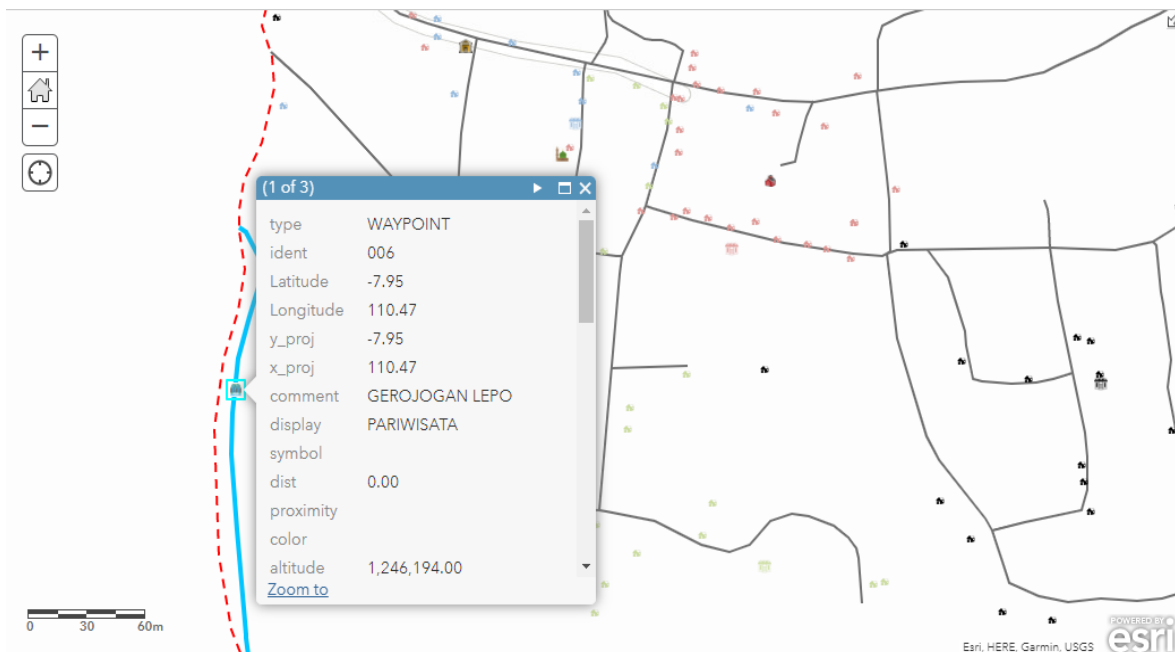 +
−
(1 of 3)
type WAYPOINT
ident 006
Latitude -7.95
Longitude 110.47
y_proj -7.95
x_proj 110.47
comment GEROJOGAN LEPO
display PARIWISATA
symbol
dist 0.00
proximity
color
altitude 1,246,194.00
Zoom to
0 30 60m
POWERED BY
esri
Esri, HERE, Garmin, USGS